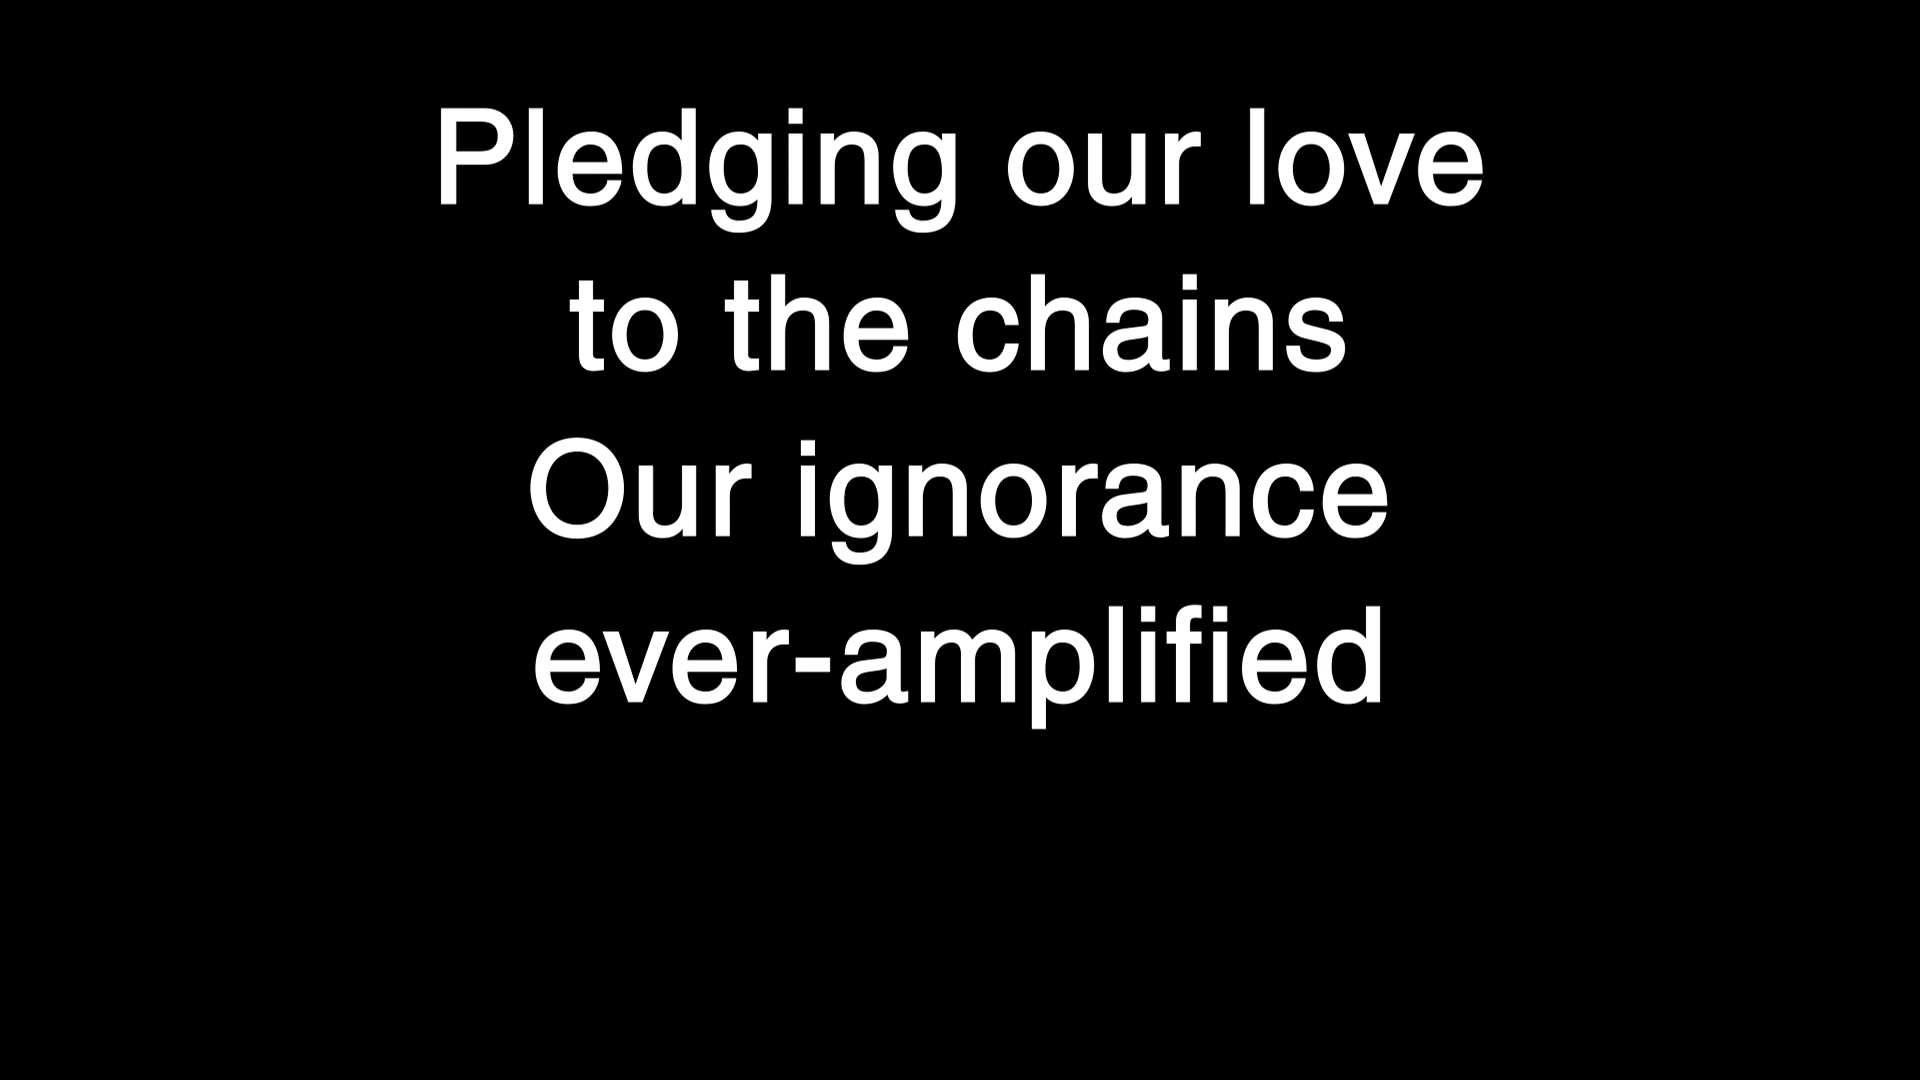 Pledging our love
to the chains
Our ignorance
ever-amplified